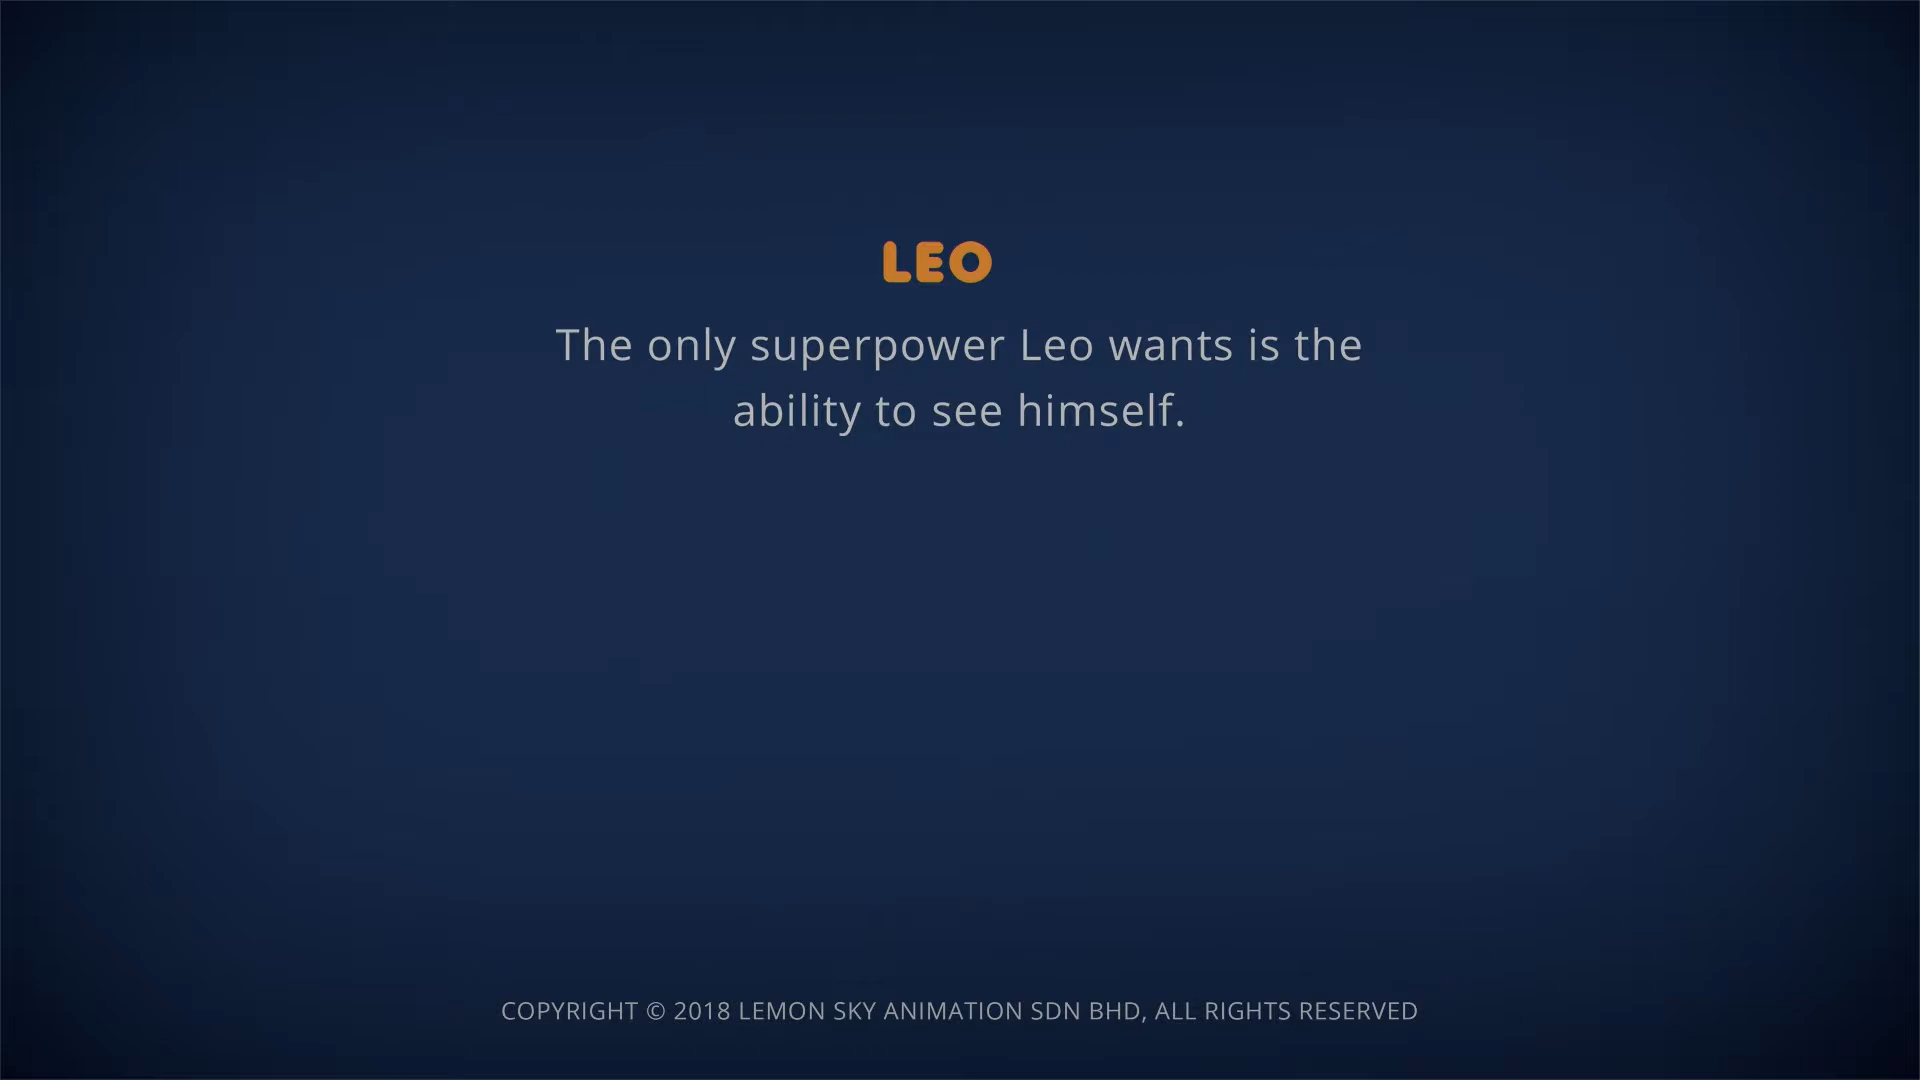 LEO
The only superpower Leo wants is the
ability to see himself.
COPYRIGHT © 2018 LEMON SKY ANIMATION SDN BHD, ALL RIGHTS RESERVED